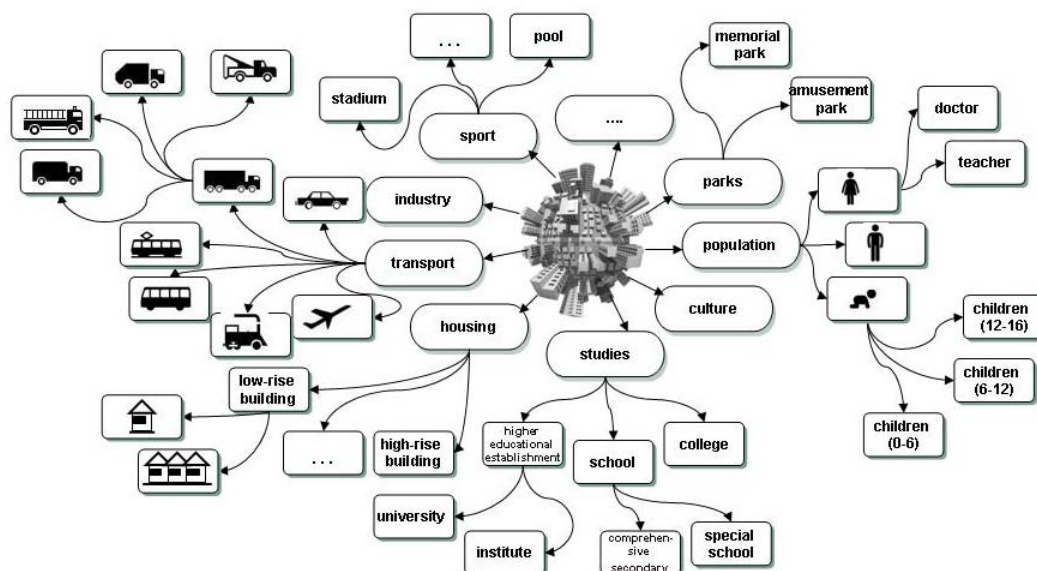 . . .
pool
memorial
park
stadium
amusement
park
sport
....
doctor
parks
teacher
industry
population
transport
culture
housing
children
(12-16)
studies
low-rise
building
children
(6-12)
children
(0-6)
. . .
high-rise
building
higher
educational
establishment
school
college
university
institute
comprehen-
sive
secondary
special
school